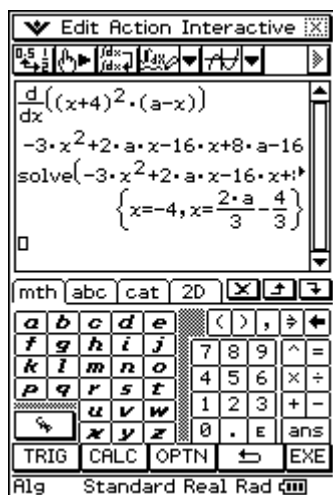 Edit Action Interactive
d/dx((x+4)^2·(a-x))
-3·x^2+2·a·x-16·x+8·a-16
solve(-3·x^2+2·a·x-16·x+
{x=-4,x=2·a/3-4/3}
mth abc cat 2D
a b c d e ( ) ,
f g h i j 7 8 9 ^ =
k l m n o 4 5 6 × ÷
p q r s t 1 2 3 + -
u v w 0 . E ans
x y z
TRIG CALC OPTN EXE
Alg Standard Real Rad